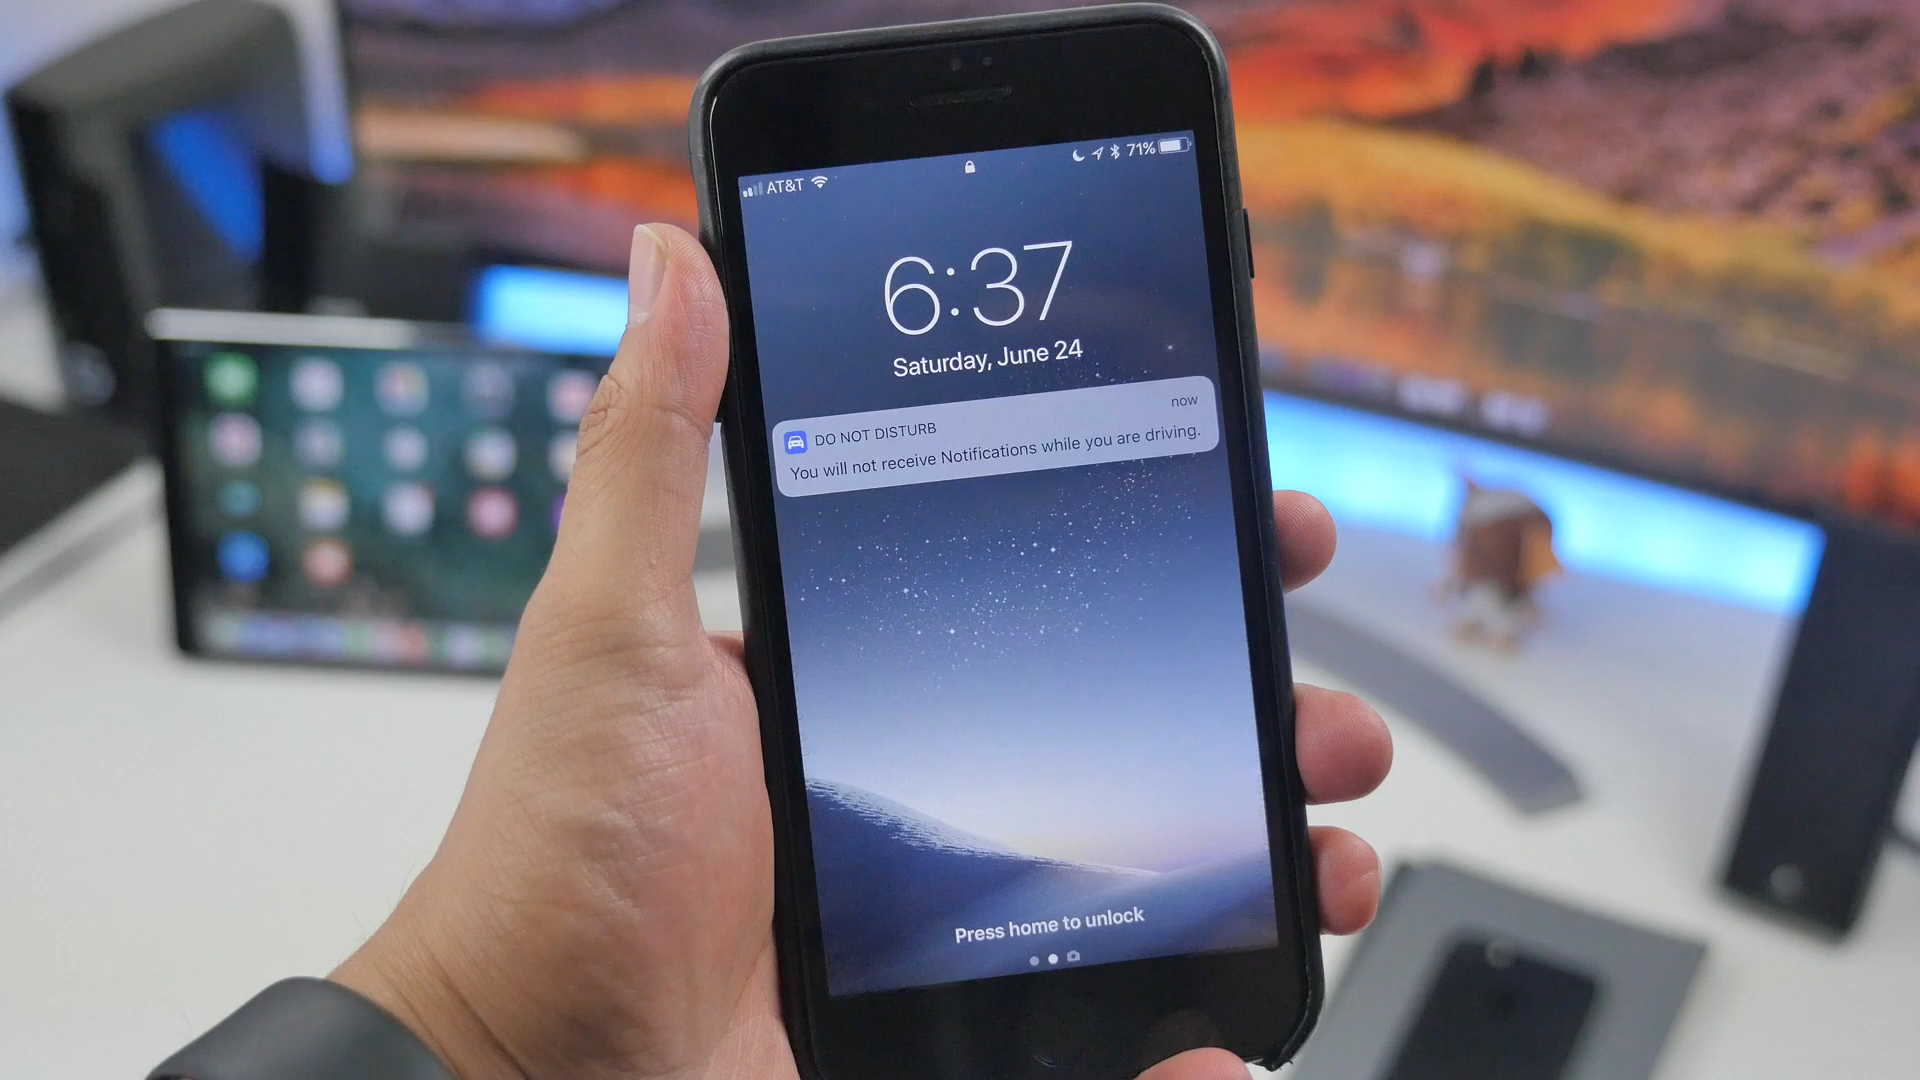 AT&T
71%
6:37
Saturday, June 24
DO NOT DISTURB
now
You will not receive Notifications while you are driving.
Press home to unlock